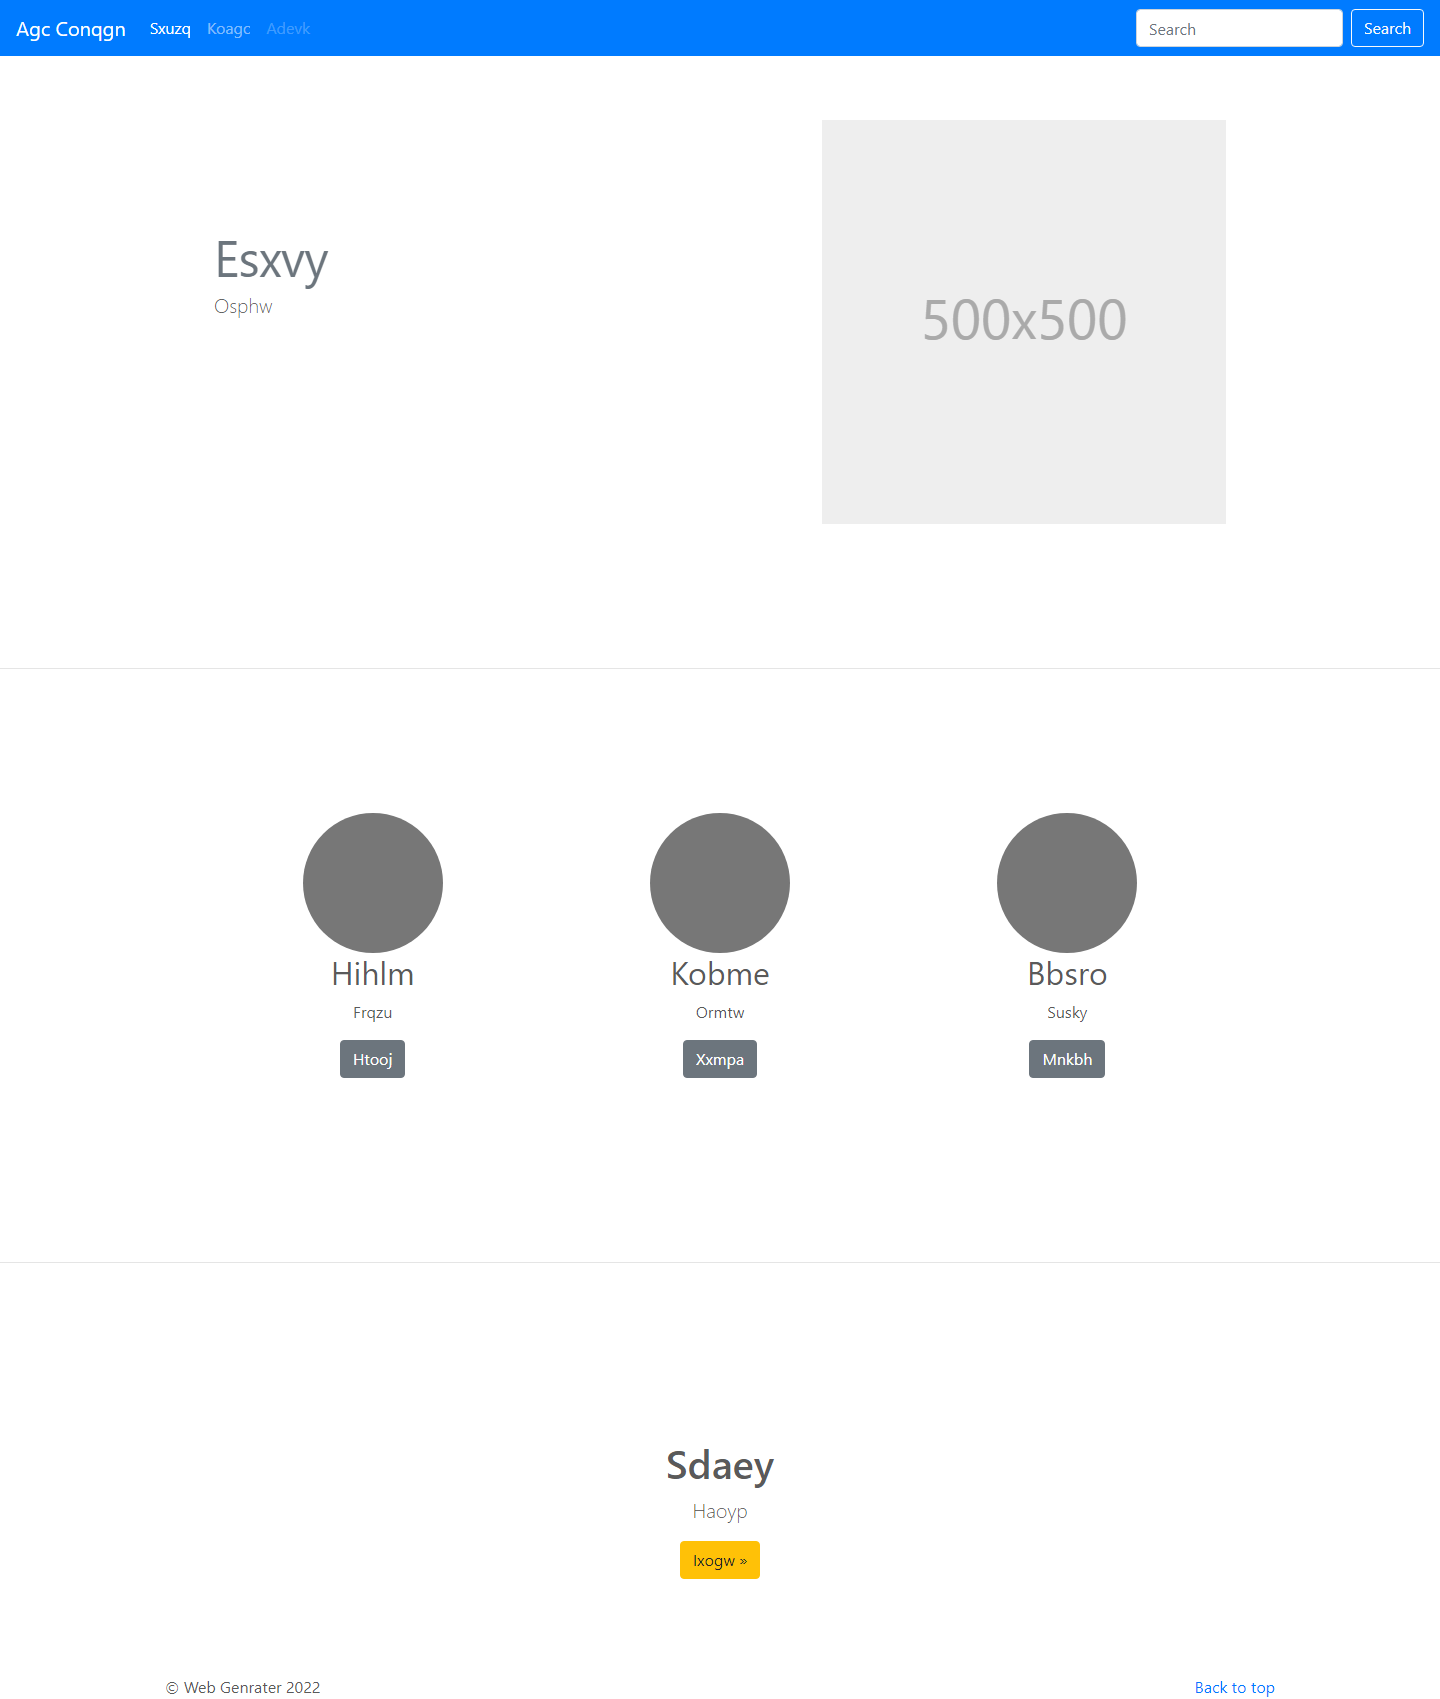 Agc Conqgn Sxuzq Koagc Adevk Search Search
Esxvy
Osphw
500x500
Hihlm Kobme Bbsro
Frqzu Ormtw Susky
Htooj Xxmpa Mnkbh
Sdaey
Haoyp
Ixogw »
© Web Genrater 2022 Back to top